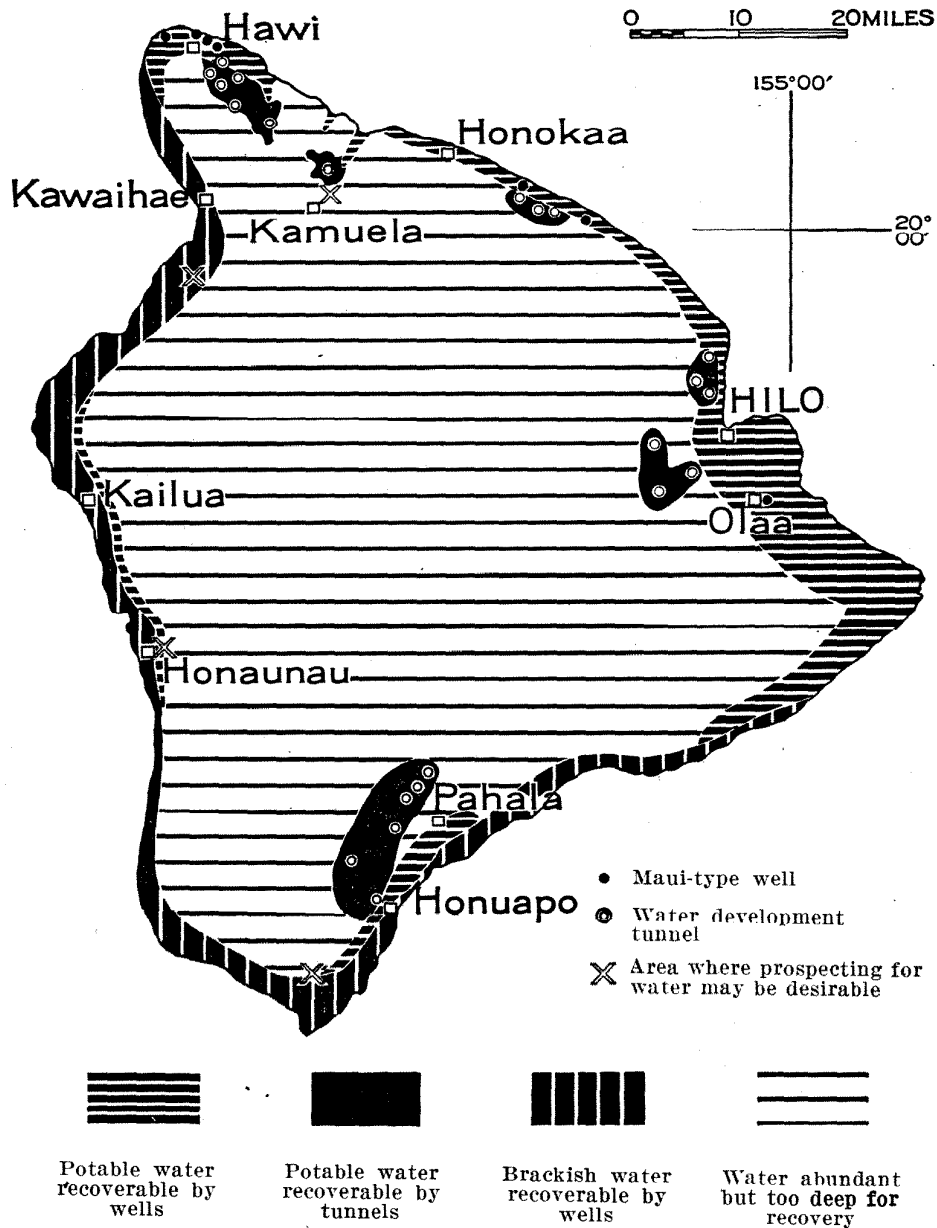 Hawi
0 10 20MILES
155°00′
Honokaa
Kawaihae
Kamuela
20°
00′
HILO
Kailua
Olaa
Honaunau
Pahala
Honuapo
Maui-type well
Water development
tunnel
Area where prospecting for
water may be desirable
Potable water
recoverable by
wells
Potable water
recoverable by
tunnels
Brackish water
recoverable by
wells
Water abundant
but too deep for
recovery